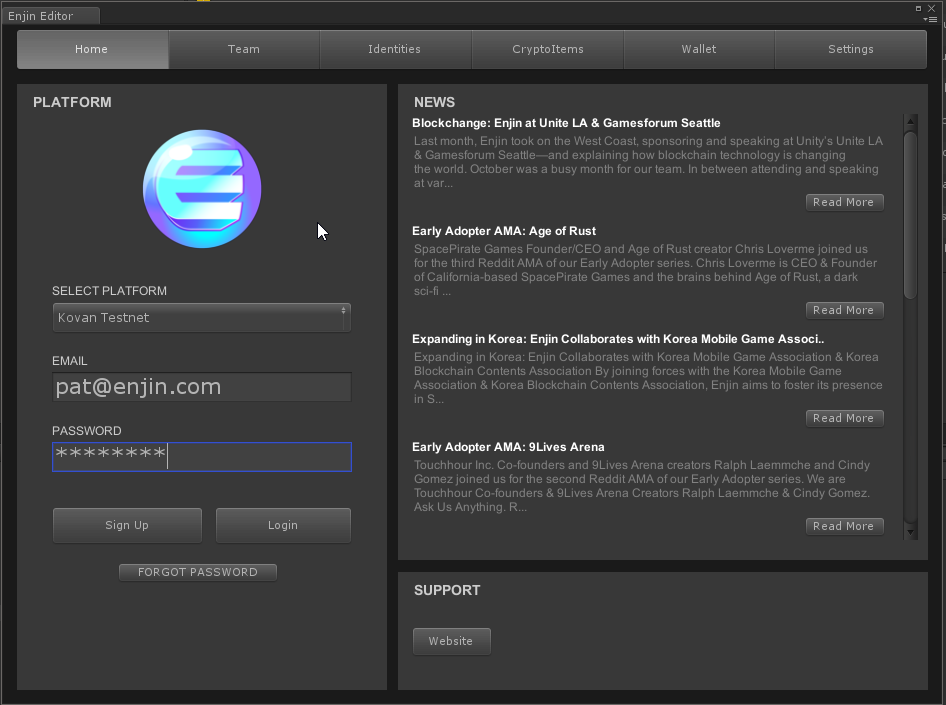 Enjin Editor
Home
Team
Identities
CryptoItems
Wallet
Settings
PLATFORM
SELECT PLATFORM
Kovan Testnet
EMAIL
pat@enjin.com
PASSWORD
********
Sign Up
Login
FORGOT PASSWORD
NEWS
Blockchange: Enjin at Unite LA & Gamesforum Seattle
Last month, Enjin took on the West Coast, sponsoring and speaking at Unity's Unite LA
& Gamesforum Seattle—and explaining how blockchain technology is changing
the world. October was a busy month for our team. In between attending and speaking
at var...
Read More
Early Adopter AMA: Age of Rust
SpacePirate Games Founder/CEO and Age of Rust creator Chris Loverme joined us
for the third Reddit AMA of our Early Adopter series. Chris Loverme is CEO & Founder
of California-based SpacePirate Games and the brains behind Age of Rust, a dark
sci-fi ...
Read More
Expanding in Korea: Enjin Collaborates with Korea Mobile Game Associ..
Expanding in Korea: Enjin Collaborates with Korea Mobile Game Association & Korea
Blockchain Contents Association By joining forces with the Korea Mobile Game
Association & Korea Blockchain Contents Association, Enjin aims to foster its presence
in S...
Read More
Early Adopter AMA: 9Lives Arena
Touchhour Inc. Co-founders and 9Lives Arena creators Ralph Laemmche and Cindy
Gomez joined us for the second Reddit AMA of our Early Adopter series. We are
Touchhour Co-founders & 9Lives Arena Creators Ralph Laemmche & Cindy Gomez.
Ask Us Anything. R...
Read More
SUPPORT
Website